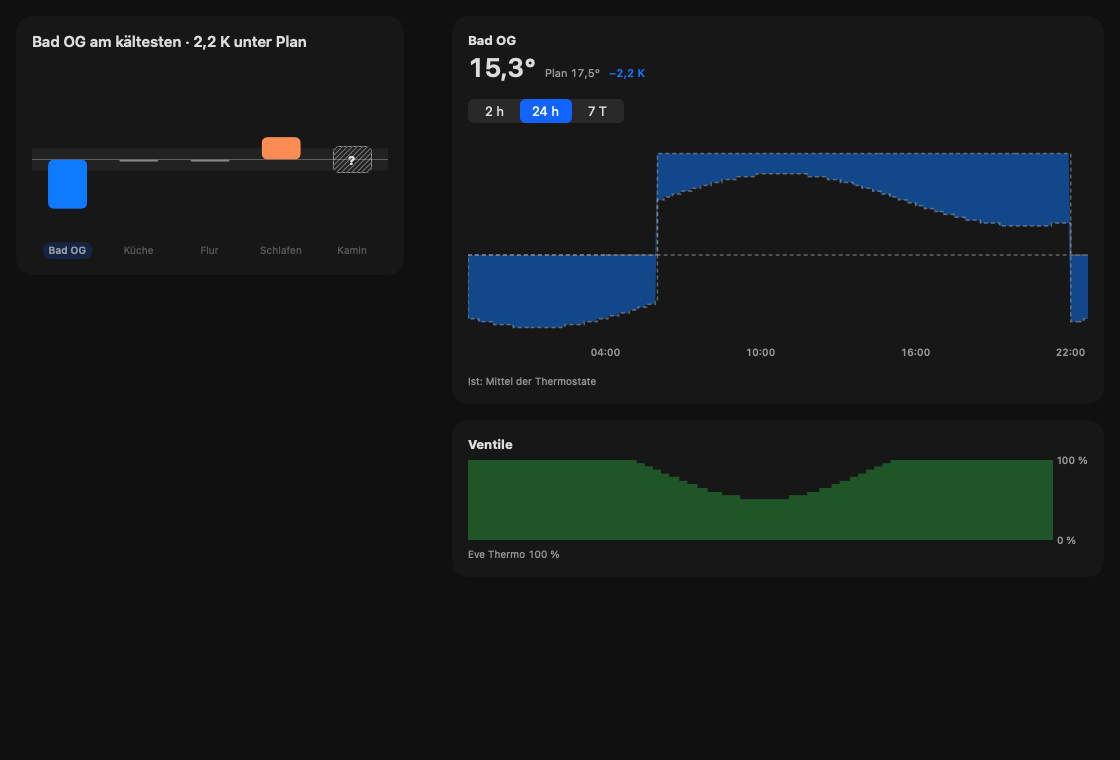 Bad OG am kältesten · 2,2 K unter Plan
?
Bad OG Küche Flur Schlafen Kamin
Bad OG
15,3° Plan 17,5° −2,2 K
2 h 24 h 7 T
04:00 10:00 16:00 22:00
Ist: Mittel der Thermostate
Ventile
100 %
0 %
Eve Thermo 100 %